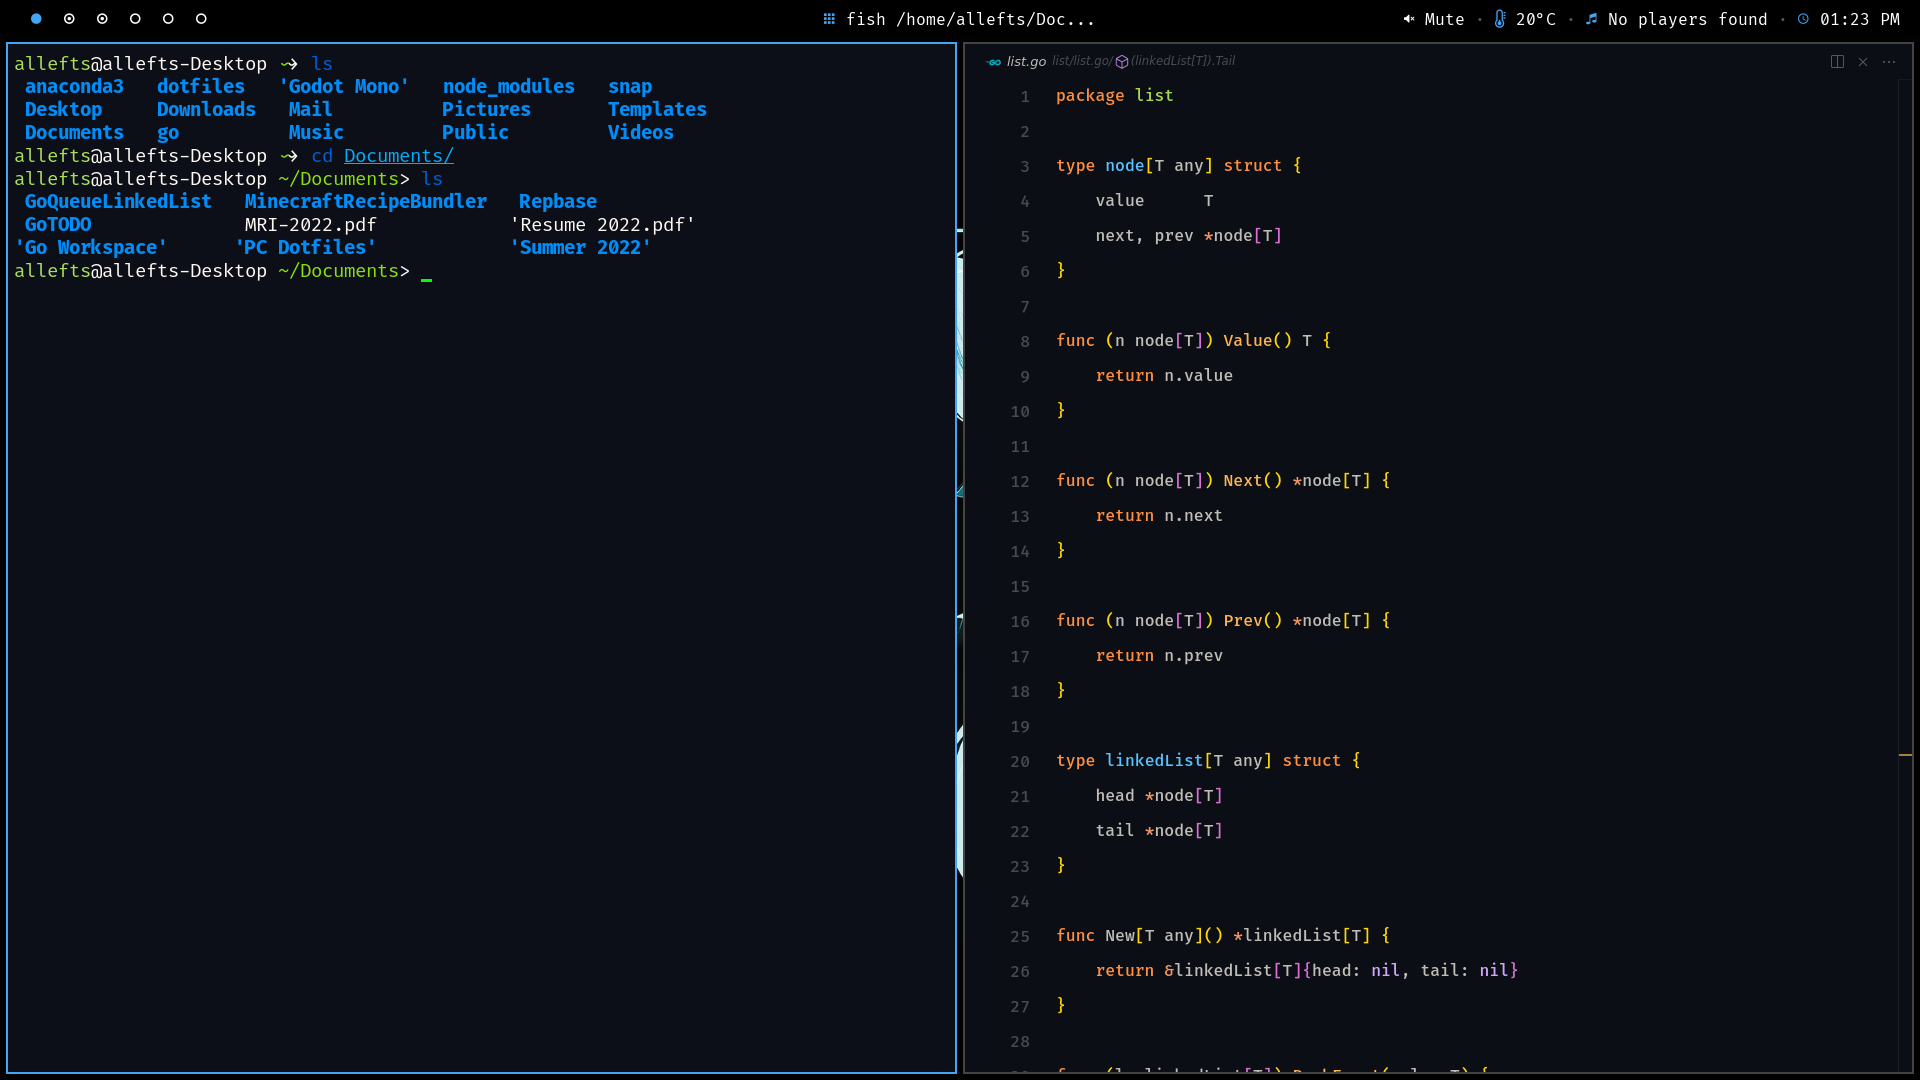 fish /home/allefts/Doc...
Mute • 20°C • No players found • 01:23 PM
allefts@allefts-Desktop ~> ls
anaconda3 dotfiles 'Godot Mono' node_modules snap
Desktop Downloads Mail Pictures Templates
Documents go Music Public Videos
allefts@allefts-Desktop ~> cd Documents/
allefts@allefts-Desktop ~/Documents> ls
GoQueueLinkedList MinecraftRecipeBundler Repbase
GoTODO MRI-2022.pdf 'Resume 2022.pdf'
'Go Workspace' 'PC Dotfiles' 'Summer 2022'
allefts@allefts-Desktop ~/Documents>
list.go list/list.go/(linkedList[T]).Tail
1 package list
2
3 type node[T any] struct {
4 value T
5 next, prev *node[T]
6 }
7
8 func (n node[T]) Value() T {
9 return n.value
10 }
11
12 func (n node[T]) Next() *node[T] {
13 return n.next
14 }
15
16 func (n node[T]) Prev() *node[T] {
17 return n.prev
18 }
19
20 type linkedList[T any] struct {
21 head *node[T]
22 tail *node[T]
23 }
24
25 func New[T any]() *linkedList[T] {
26 return &linkedList[T]{head: nil, tail: nil}
27 }
28